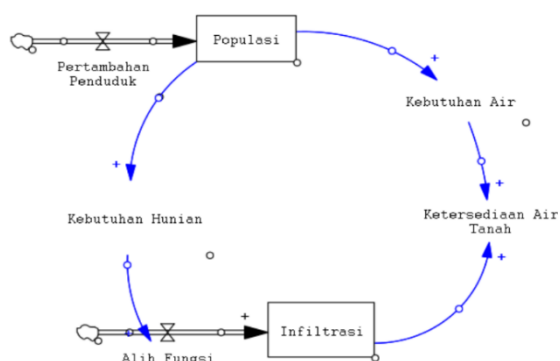 Populasi
Pertambahan
Penduduk
+
Kebutuhan Air
+
+
Kebutuhan Hunian
Ketersediaan Air
Tanah
+
+
Infiltrasi
Alih Fungsi